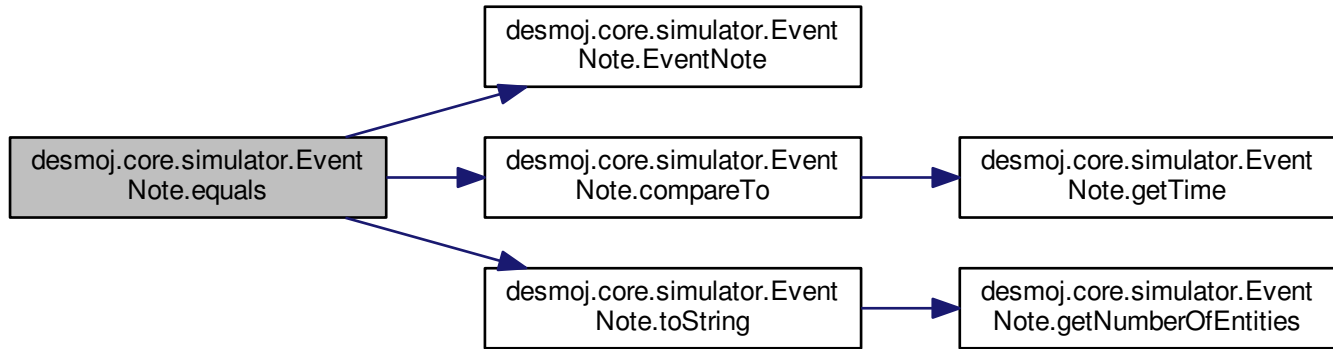 desmoj.core.simulator.Event
Note.EventNote
desmoj.core.simulator.Event
Note.equals
desmoj.core.simulator.Event
Note.compareTo
desmoj.core.simulator.Event
Note.getTime
desmoj.core.simulator.Event
Note.toString
desmoj.core.simulator.Event
Note.getNumberOfEntities